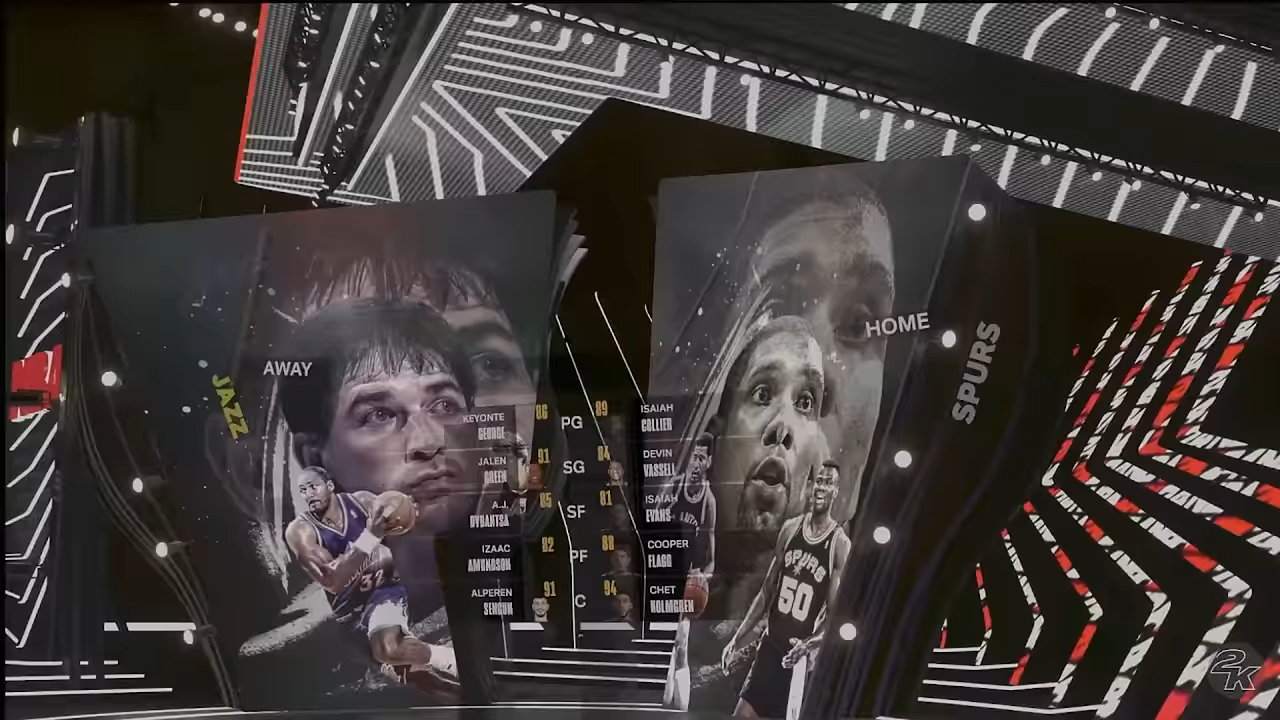 AWAY
JAZZ
HOME
SPURS
KEYONTE
GEORGE
86
PG
89
ISAIAH
COLLIER
JALEN
GREEN
91
SG
84
DEVIN
VASSELL
A.J.
DYBANTSA
85
SF
81
ISAIAH
EVANS
IZAAC
AMUNDSON
82
PF
88
COOPER
FLAGG
ALPEREN
SENGUN
91
C
94
CHET
HOLMGREN
32
SPURS
50
2K